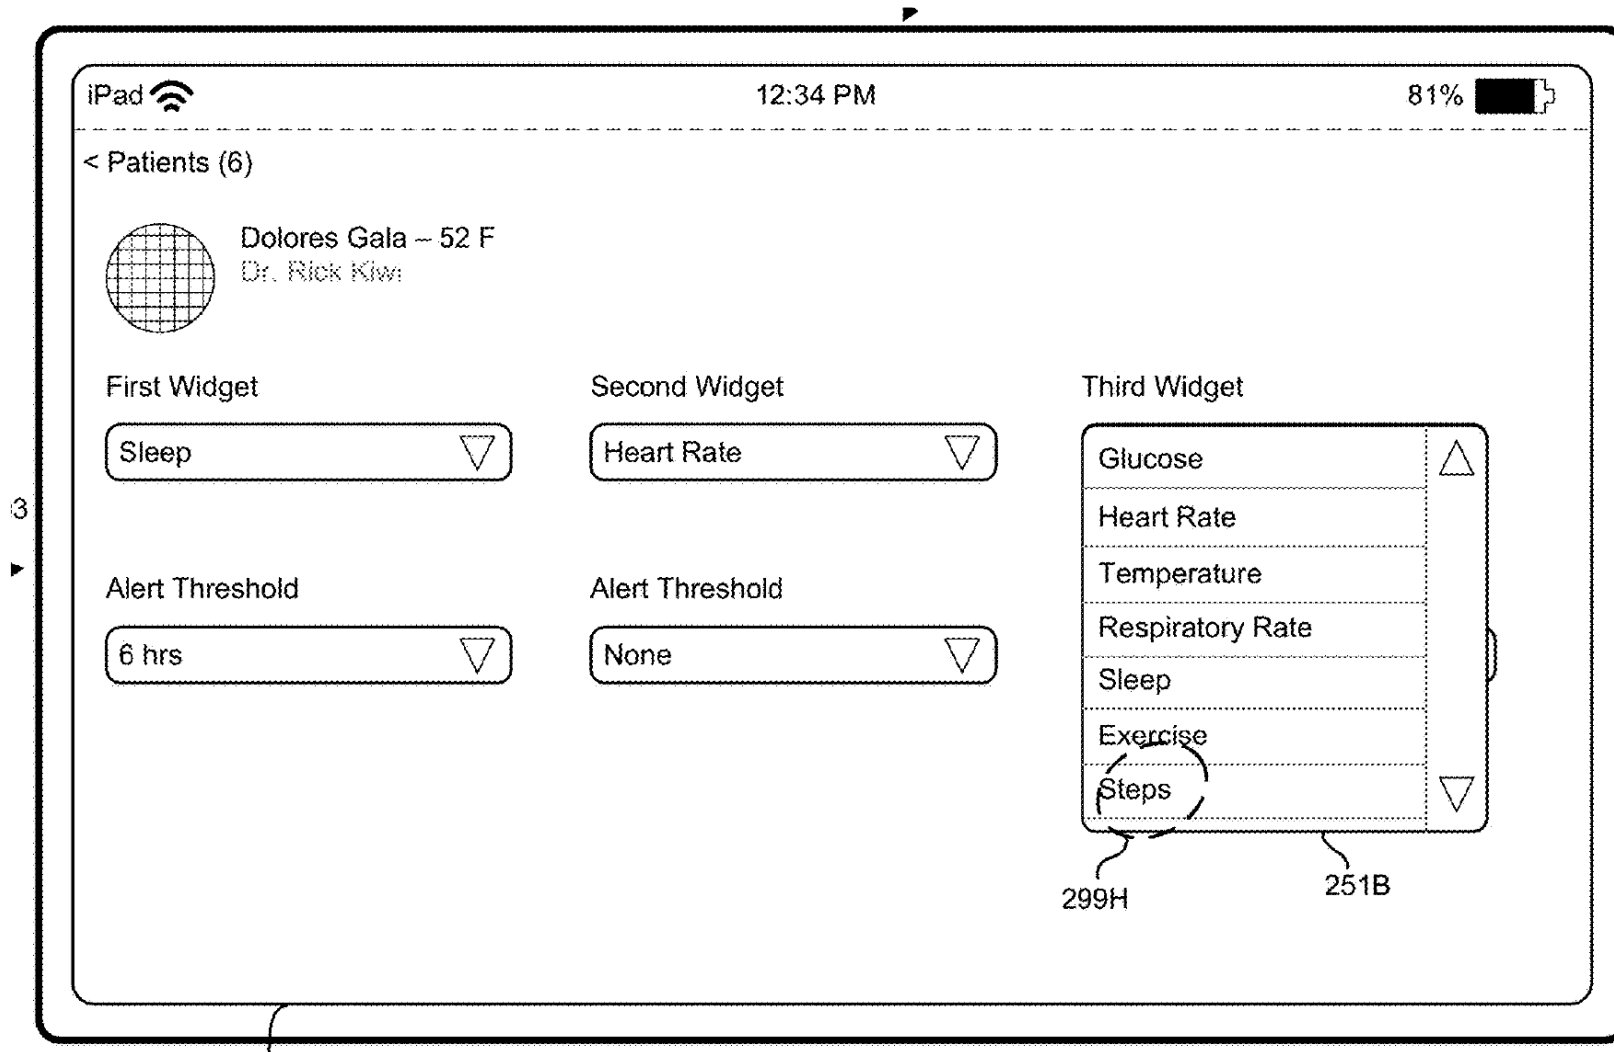 iPad 12:34 PM 81%
< Patients (6)
Dolores Gala – 52 F
Dr. Rick Kiwi
First Widget Second Widget Third Widget
Sleep Heart Rate Glucose
Heart Rate
3
Temperature
Alert Threshold Alert Threshold
Respiratory Rate
6 hrs None
Sleep
Exercise
Steps
299H 251B